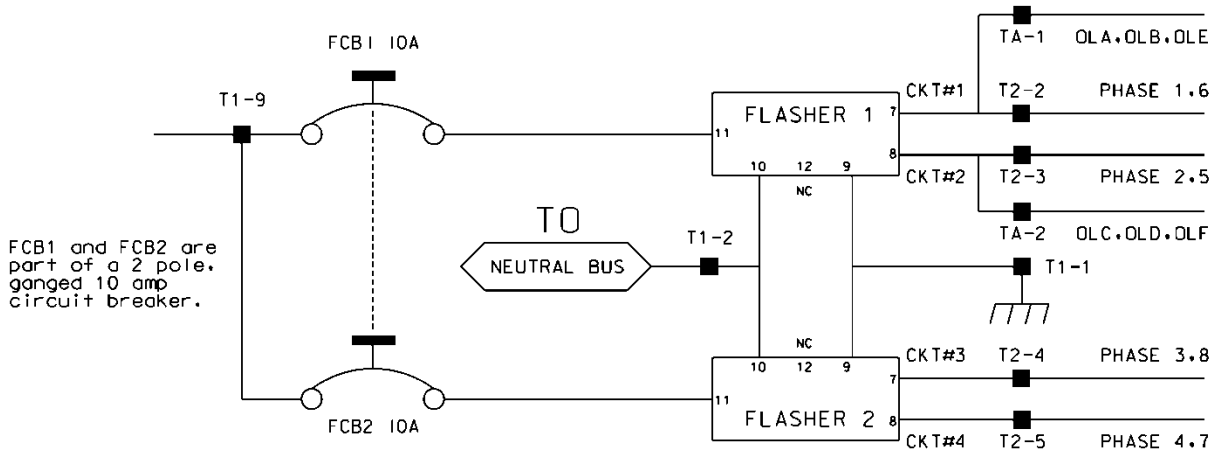 FCB1 10A
T1-9
FCB1 and FCB2 are
part of a 2 pole.
ganged 10 amp
circuit breaker.
FCB2 10A
TO
NEUTRAL BUS
T1-2
FLASHER 1
11
7
8
10 12 9
NC
CKT#1
CKT#2
TA-1 OLA.OLB.OLE
T2-2 PHASE 1.6
T2-3 PHASE 2.5
TA-2 OLC.OLD.OLF
T1-1
NC
10 12 9
11
7
8
FLASHER 2
CKT#3 T2-4 PHASE 3.8
CKT#4 T2-5 PHASE 4.7